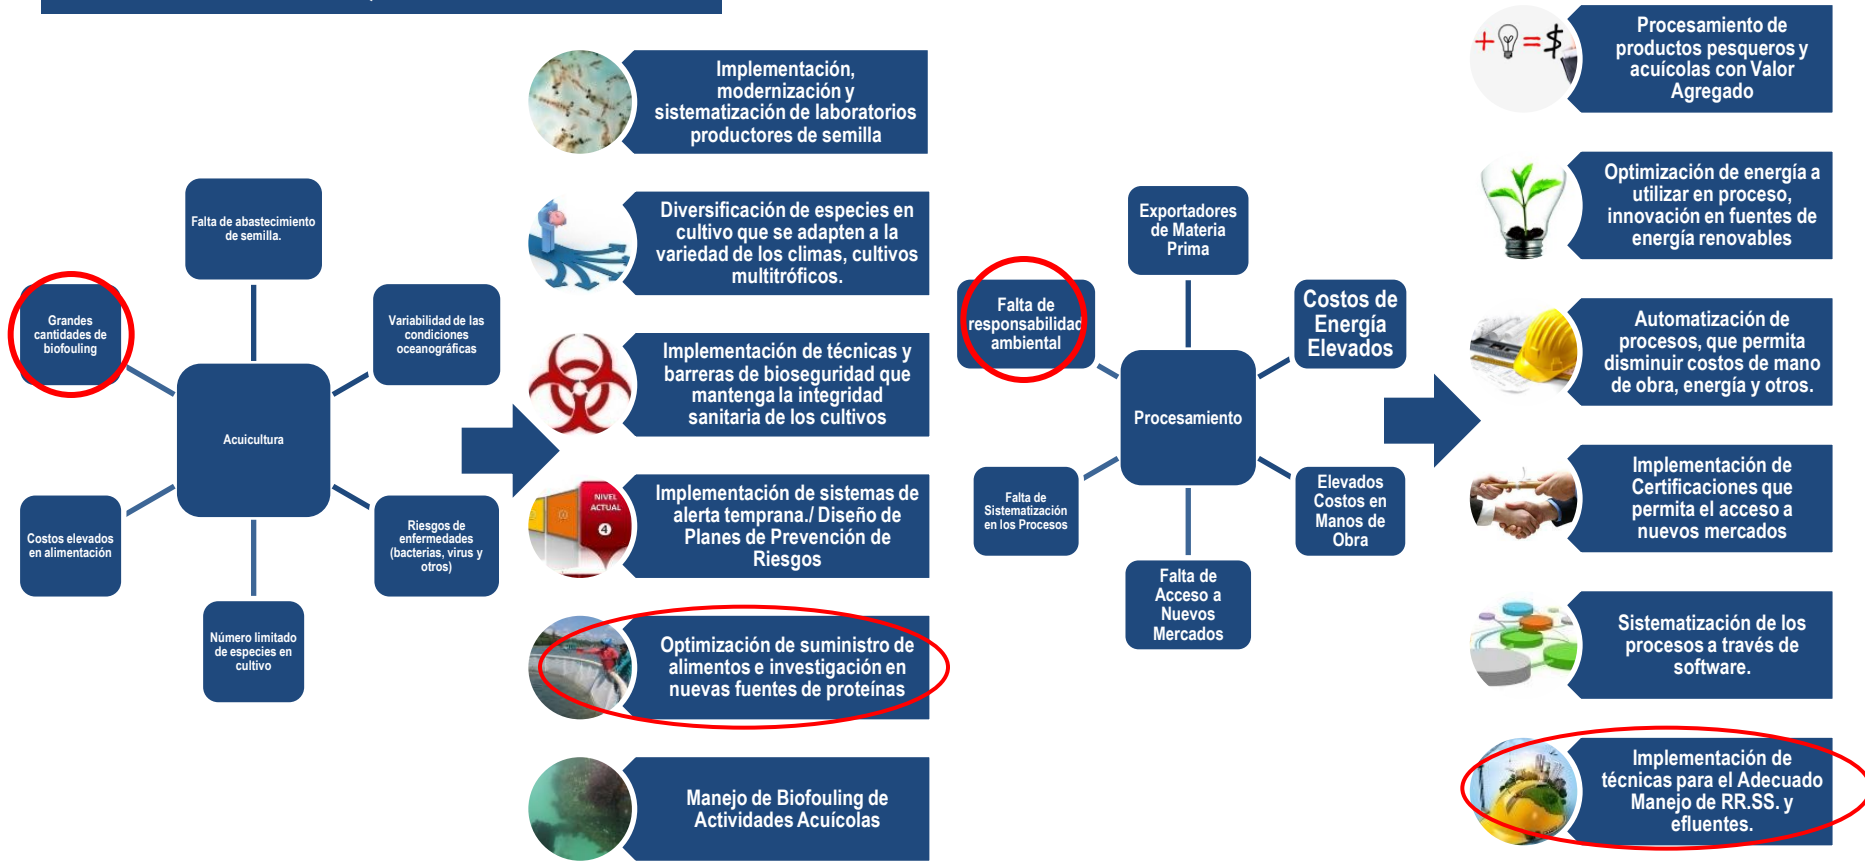 Falta de abastecimiento
de semilla.
Grandes
cantidades de
biofouling
Variabilidad de las
condiciones
oceanográficas
Acuicultura
Costos elevados
en alimentación
Riesgos de
enfermedades
(bacterias, virus y
otros)
Número limitado
de especies en
cultivo
Implementación,
modernización y
sistematización de laboratorios
productores de semilla
Diversificación de especies en
cultivo que se adapten a la
variedad de los climas, cultivos
multitróficos.
Implementación de técnicas y
barreras de bioseguridad que
mantenga la integridad
sanitaria de los cultivos
NIVEL
ACTUAL
4
Implementación de sistemas de
alerta temprana./ Diseño de
Planes de Prevención de
Riesgos
Optimización de suministro de
alimentos e investigación en
nuevas fuentes de proteínas
Manejo de Biofouling de
Actividades Acuícolas
Exportadores
de Materia
Prima
Falta de
responsabilidad
ambiental
Costos de
Energía
Elevados
Procesamiento
Falta de
Sistematización
en los Procesos
Elevados
Costos en
Manos de
Obra
Falta de
Acceso a
Nuevos
Mercados
+ = $
Procesamiento de
productos pesqueros y
acuícolas con Valor
Agregado
Optimización de energía a
utilizar en proceso,
innovación en fuentes de
energía renovables
Automatización de
procesos, que permita
disminuir costos de mano
de obra, energía y otros.
Implementación de
Certificaciones que
permita el acceso a
nuevos mercados
Sistematización de los
procesos a través de
software.
Implementación de
técnicas para el Adecuado
Manejo de RR.SS. y
efluentes.